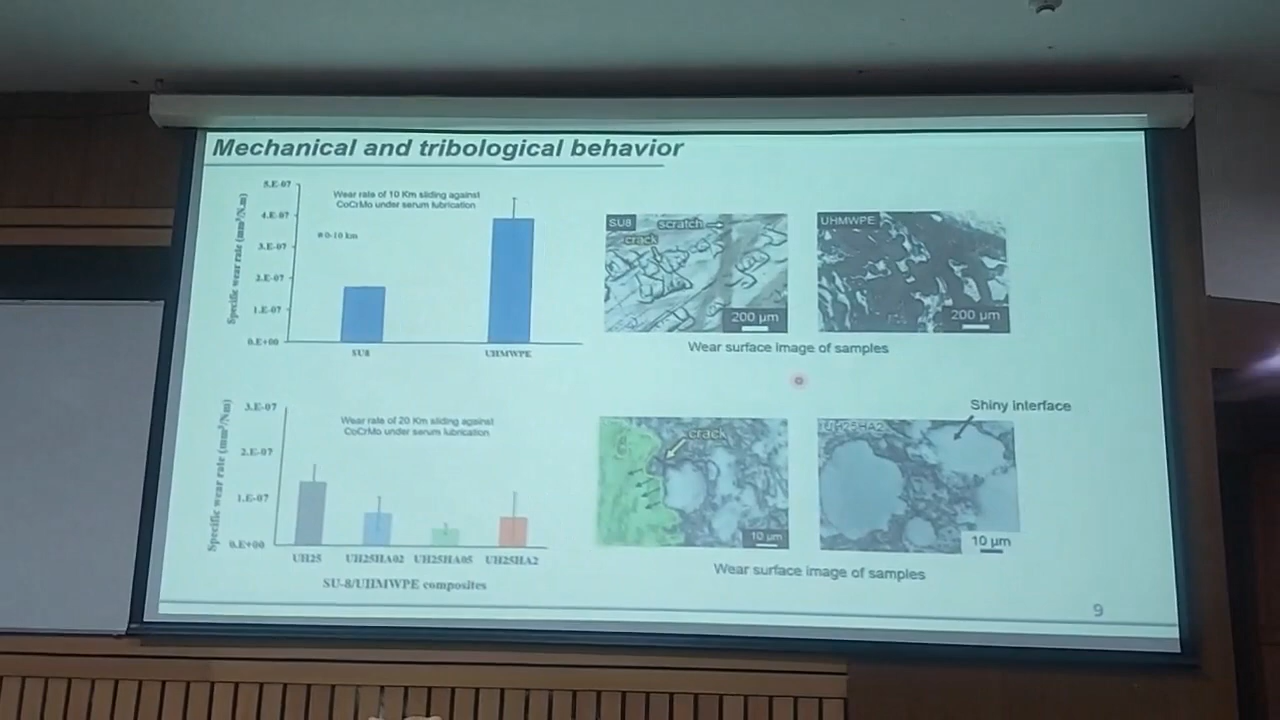 Mechanical and tribological behavior
Specific wear rate (mm³/N.m)
5.E-07
4.E-07
3.E-07
2.E-07
1.E-07
0.E+00
Wear rate of 10 Km sliding against
CoCrMo under serum lubrication
0-10 km
SU8
UHMWPE
SU8
scratch
crack
200 µm
UHMWPE
200 µm
Wear surface image of samples
Specific wear rate (mm³/Nm)
3.E-07
2.E-07
1.E-07
0.E+00
Wear rate of 20 Km sliding against
CoCrMo under serum lubrication
UH25
UH25HA02
UH25HA05
UH25HA2
SU-8/UHMWPE composites
crack
10 µm
Shiny interface
UH25HA2
10 µm
Wear surface image of samples
9